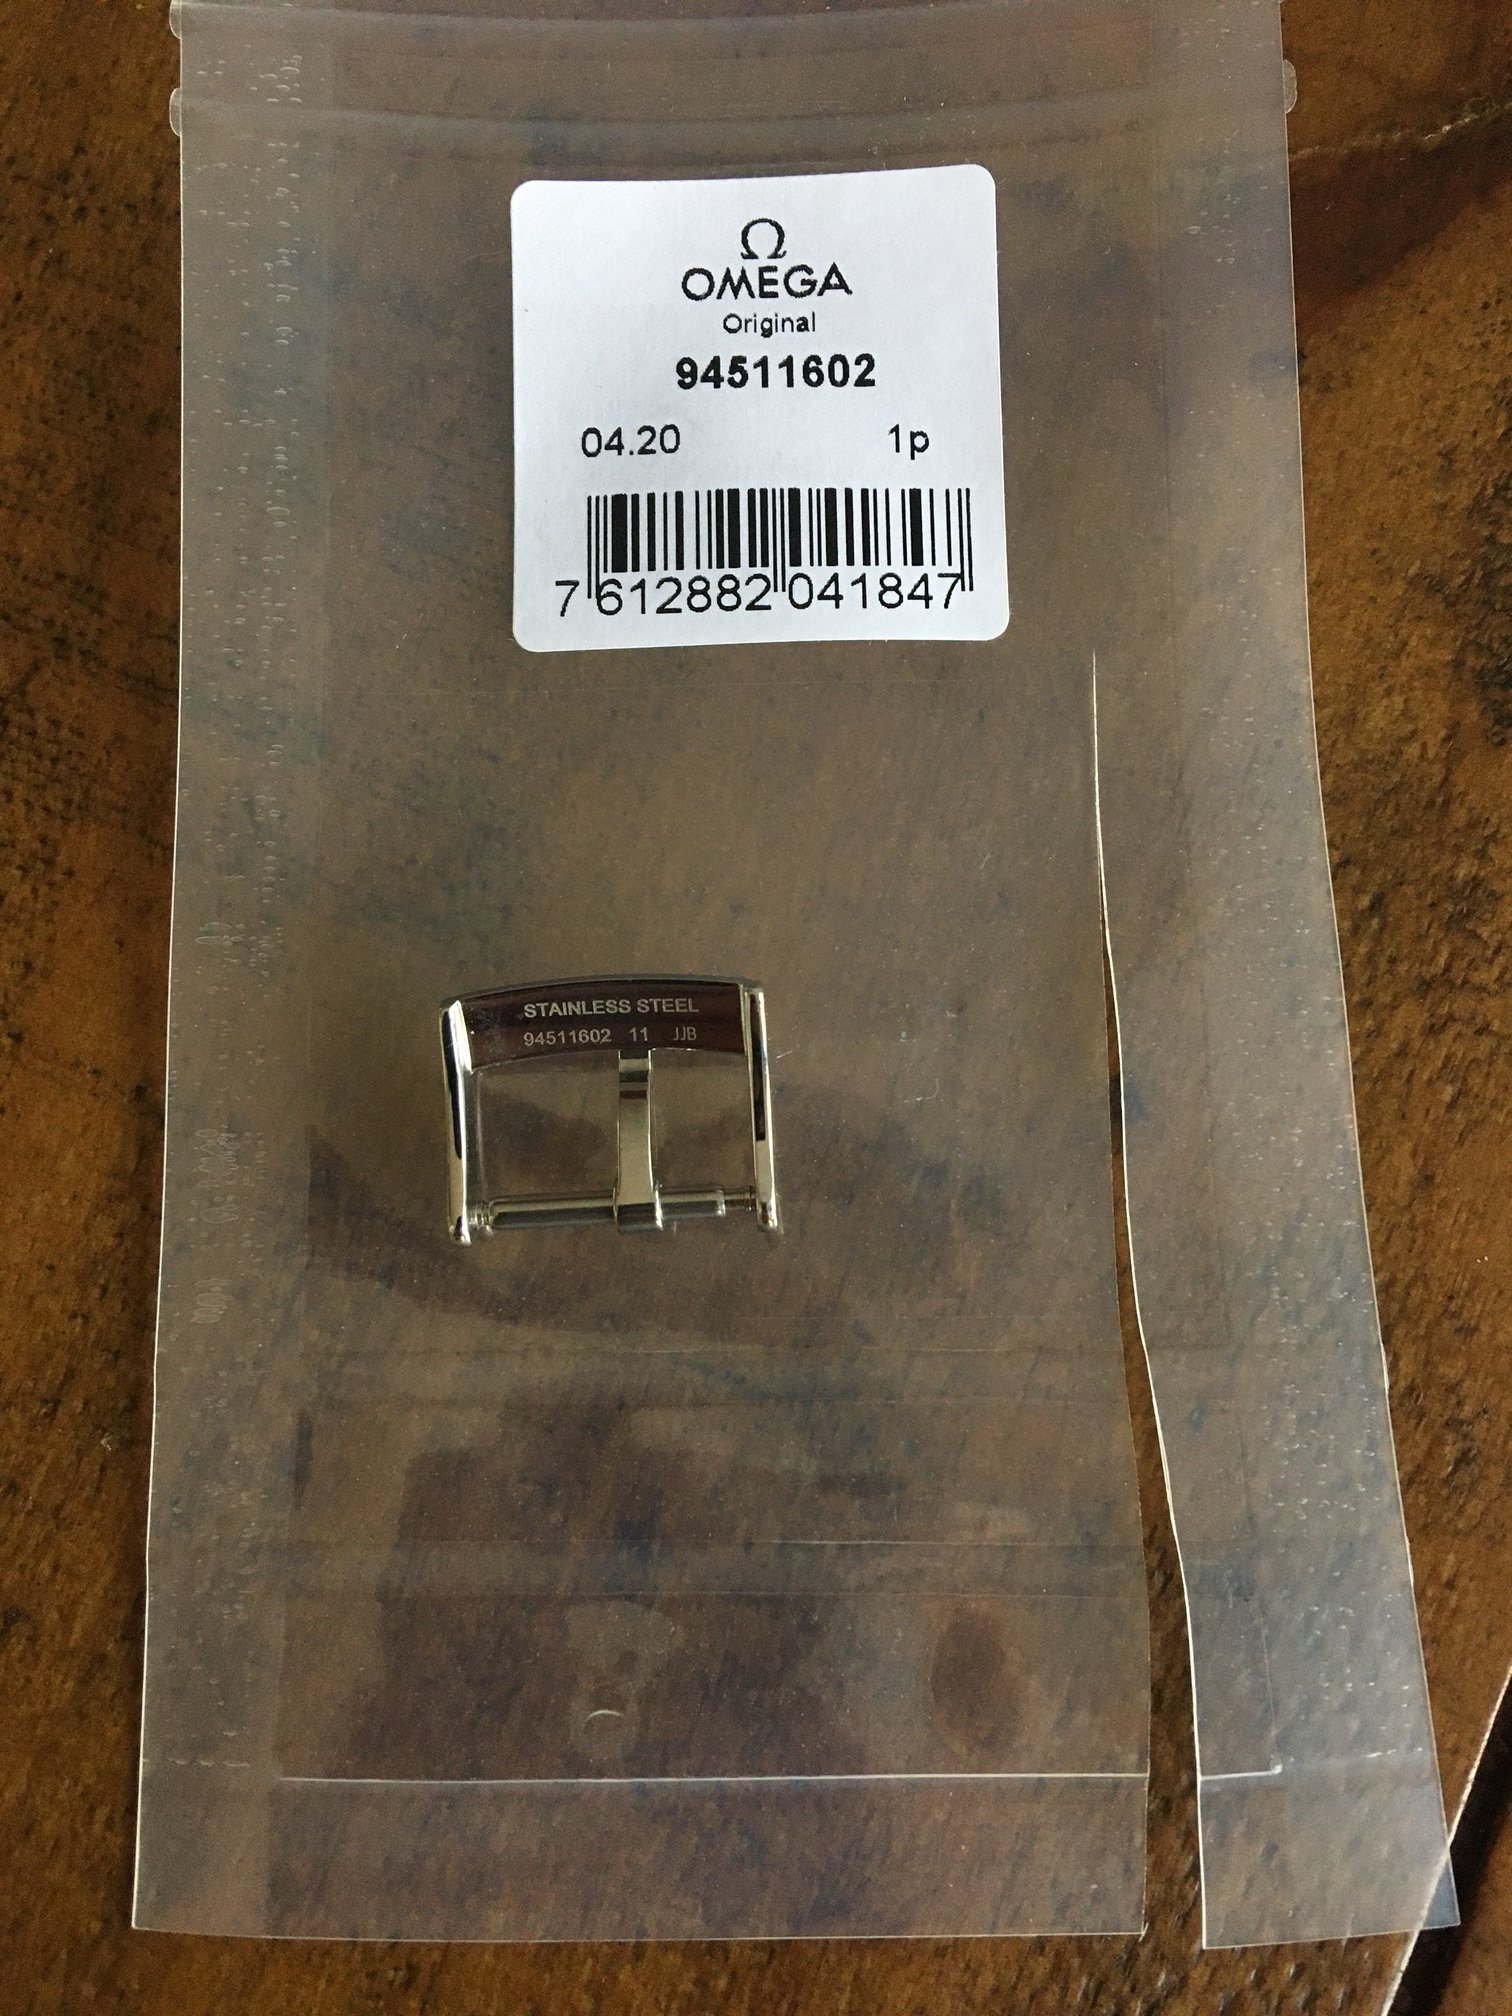 Ω
OMEGA
Original
94511602
04.20 1p
7 612882 041847
STAINLESS STEEL
94511602 11 JJB